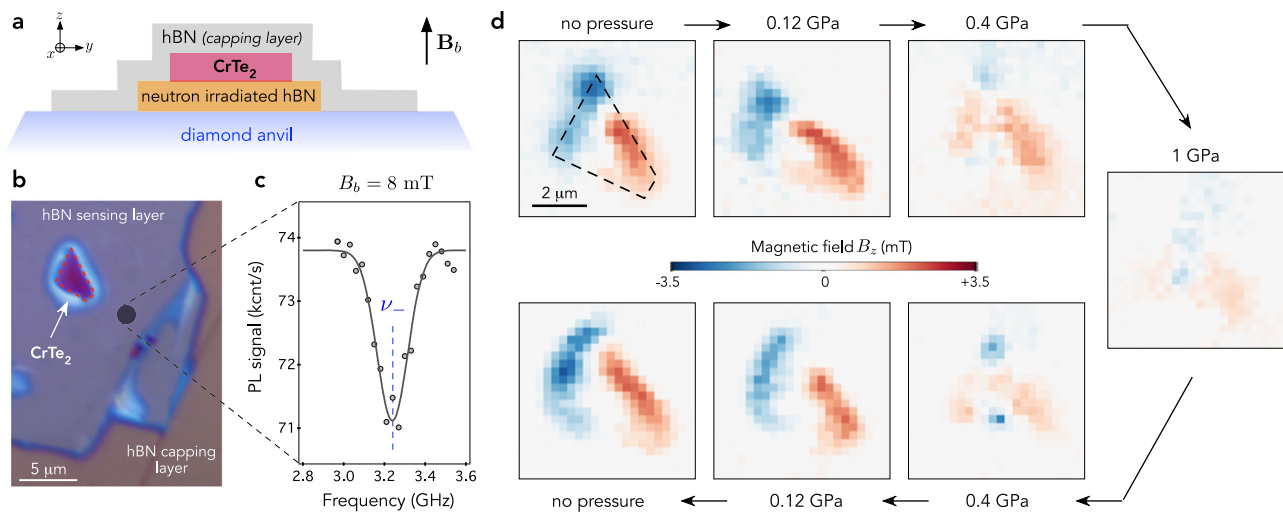 a
z
x
y
hBN (capping layer)
CrTe₂
neutron irradiated hBN
diamond anvil
B_b
b
hBN sensing layer
CrTe₂
hBN capping
layer
5 μm
c
B_b = 8 mT
PL signal (kcnt/s)
74
73
72
71
ν₋
2.8
3.0
3.2
3.4
3.6
Frequency (GHz)
d
no pressure
0.12 GPa
0.4 GPa
2 μm
1 GPa
Magnetic field B_z (mT)
-3.5
0
+3.5
no pressure
0.12 GPa
0.4 GPa